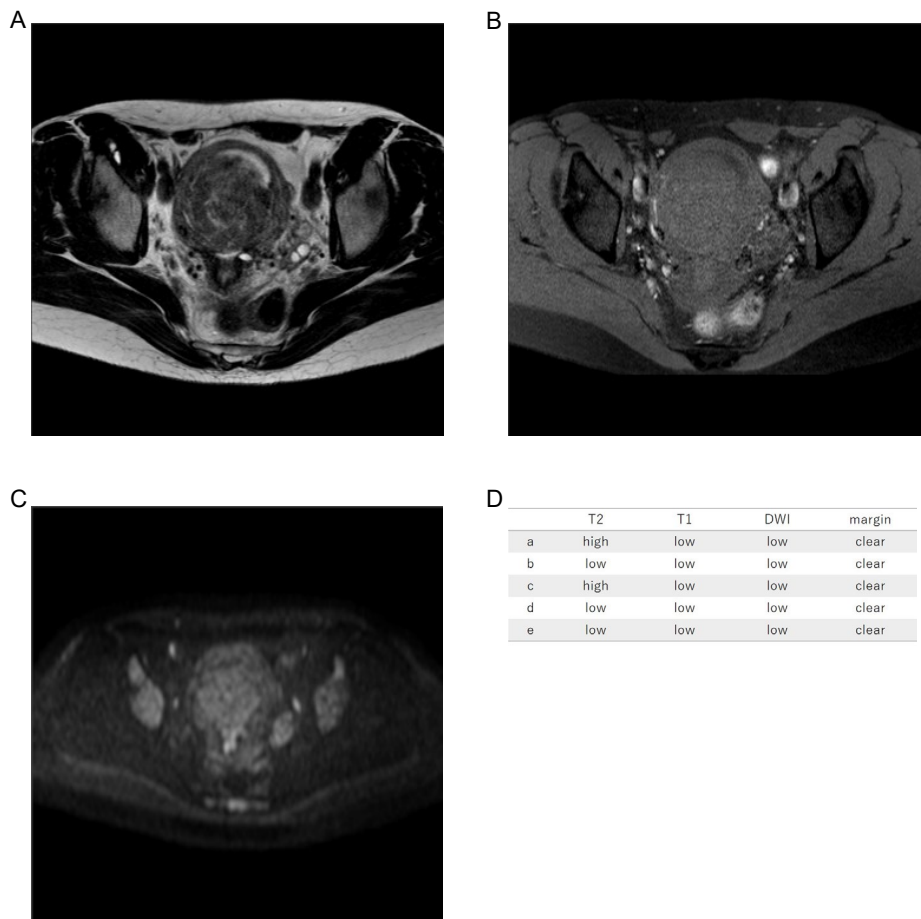 A
B
C
D
T2 T1 DWI margin
a high low low clear
b low low low clear
c high low low clear
d low low low clear
e low low low clear